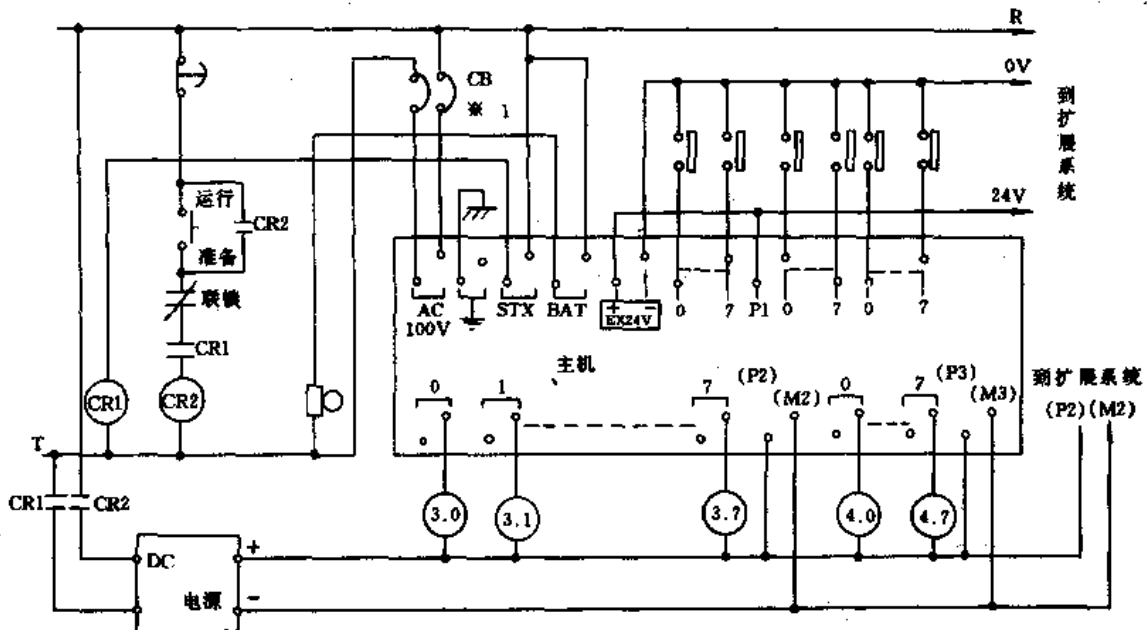 R
CB
※ 1
0V
到扩展系统
24V
运行
CR2
准备
联锁
CR1
AC
100V
STX
BAT
+ -
EX24V
0
7
P1
0
7
0
7
主机
CR1
CR2
0
1
7
(P2)
(M2)
0
7
(P3)
(M3)
到扩展系统
(P2)(M2)
T
CR1
CR2
3.0
3.1
3.7
4.0
4.7
DC
+
电源
-